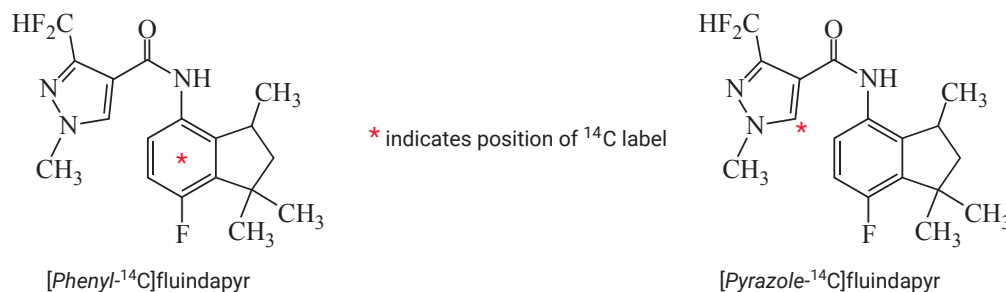 HF₂C
O
N
NH
CH₃
N
CH₃
*
F
CH₃
CH₃
[Phenyl-¹⁴C]fluindapyr
* indicates position of ¹⁴C label
HF₂C
O
N
NH
CH₃
N
*
CH₃
F
CH₃
CH₃
[Pyrazole-¹⁴C]fluindapyr